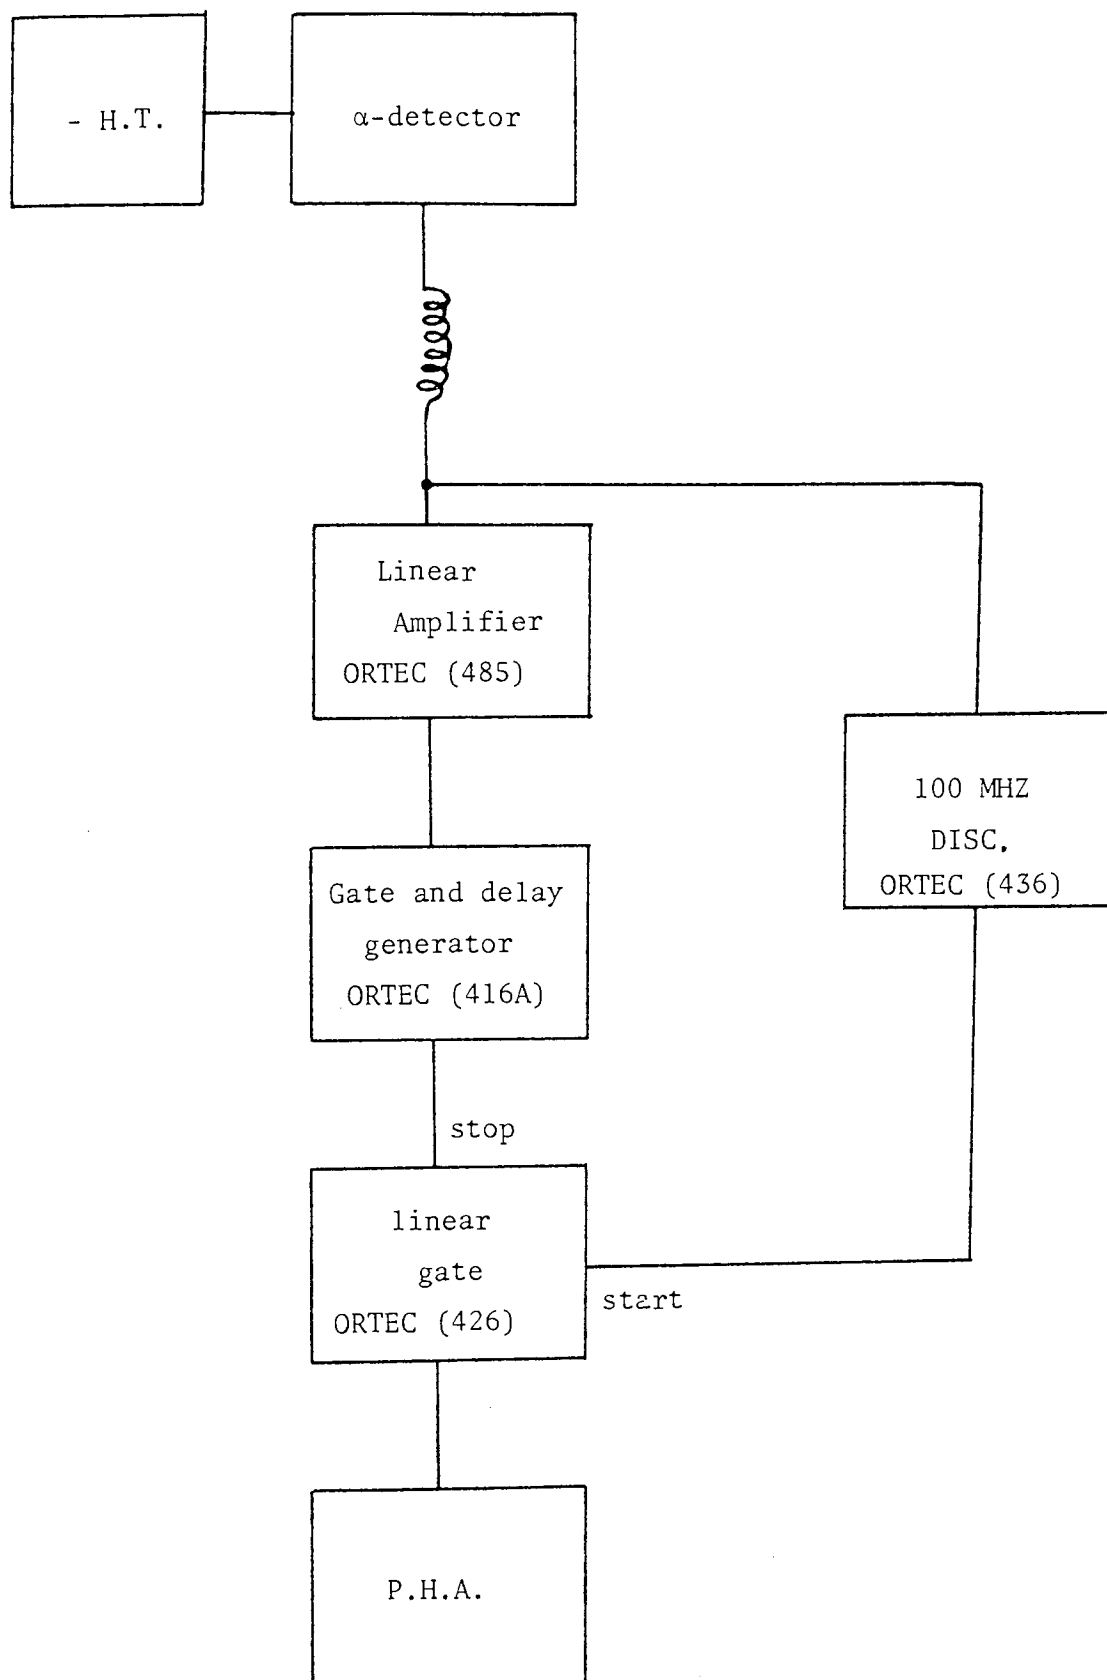 - H.T.
α-detector
Linear
Amplifier
ORTEC (485)
100 MHZ
DISC.
ORTEC (436)
Gate and delay
generator
ORTEC (416A)
stop
linear
gate
ORTEC (426)
start
P.H.A.